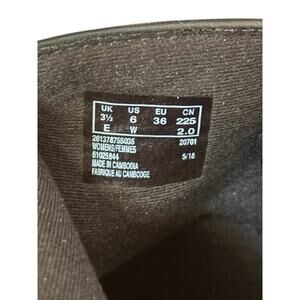 UK US EU CN
3½ 6 36 225
E W 2.0
261378755035 20701
WOMENS/FEMMES
61025844 5/18
MADE IN CAMBODIA
FABRIQUE AU CAMBODGE